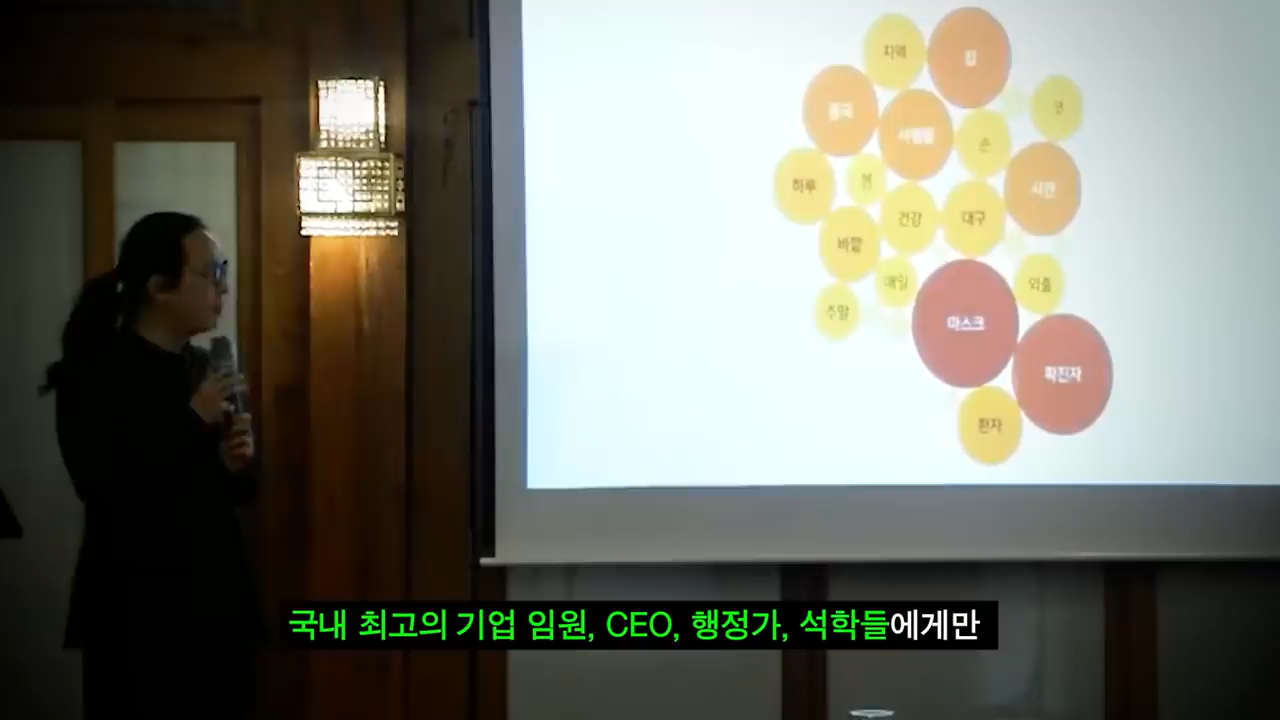 지역
집
중국
사람들
손
하루
봄
시간
건강
대구
바깥
매일
외출
주말
마스크
확진자
환자
국내 최고의 기업 임원, CEO, 행정가, 석학들에게만